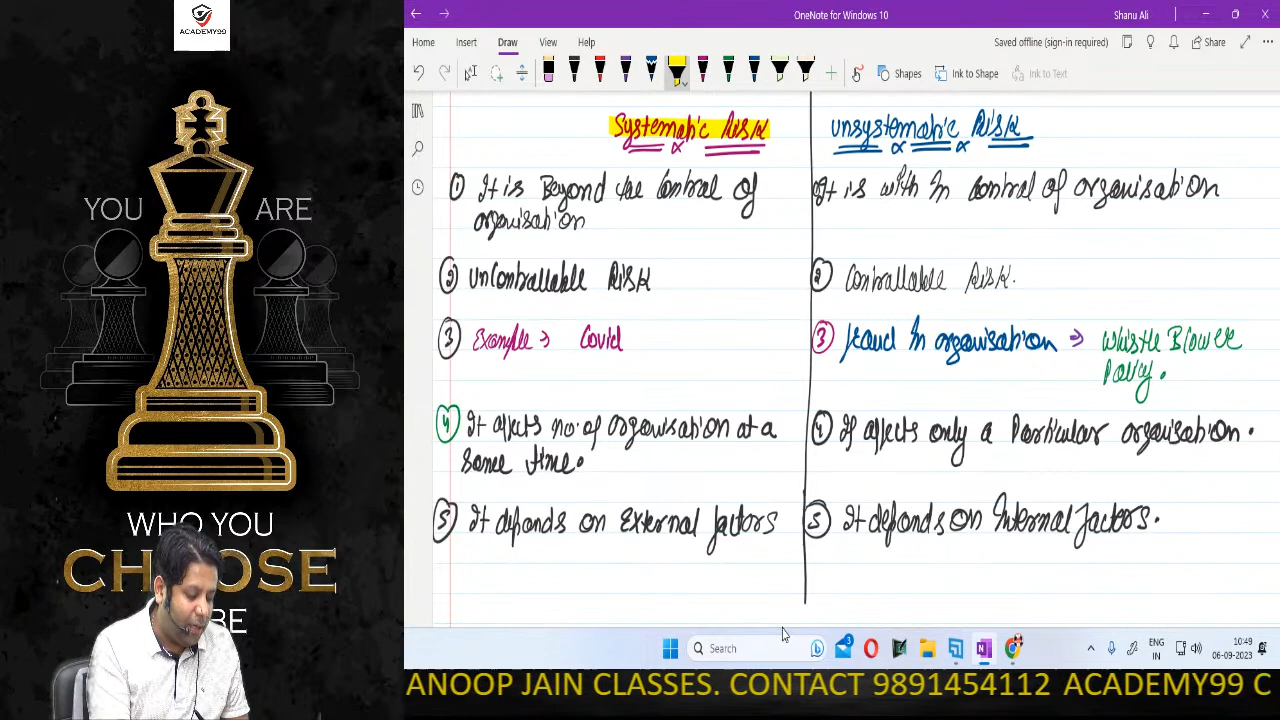 ACADEMY99
YOU ARE
WHO YOU
CHOOSE
BE
OneNote for Windows 10
Shanu Ali
Home Insert Draw View Help
Saved offline (sign-in required)
Share
Shapes
Ink to Shape
Ink to Text
Systematic Risk
unsystematic Risk
① It is Beyond the Control of
organisation
It is with In control of organisation
② unControllable Risk
② Controllable Risk.
③ Example → Covid
③ fraud In organisation ⇒ Whistle Blower
Policy.
④ It affects no. of organisation at a
same time.
④ It affects only a Particular organisation.
⑤ It depends on External factors
⑤ It depends on Internal factors.
Search
3
ENG
IN
10:49
06-09-2023
ANOOP JAIN CLASSES. CONTACT 9891454112 ACADEMY99 C